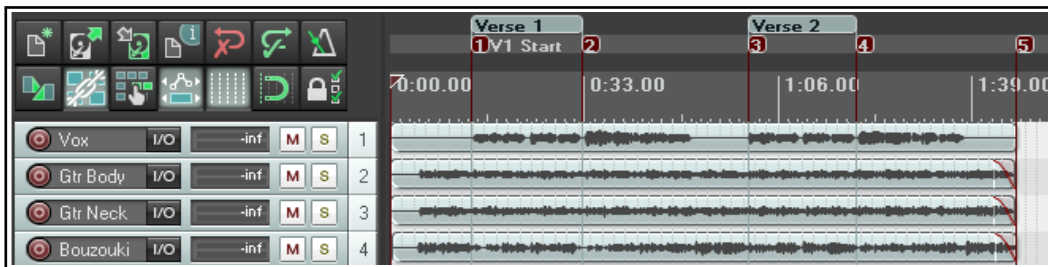 Verse 1 Verse 2
1 V1 Start 2 3 4 5
0:00.00 0:33.00 1:06.00 1:39.00
Vox I/O -inf M S 1
Gtr Body I/O -inf M S 2
Gtr Neck I/O -inf M S 3
Bouzouki I/O -inf M S 4